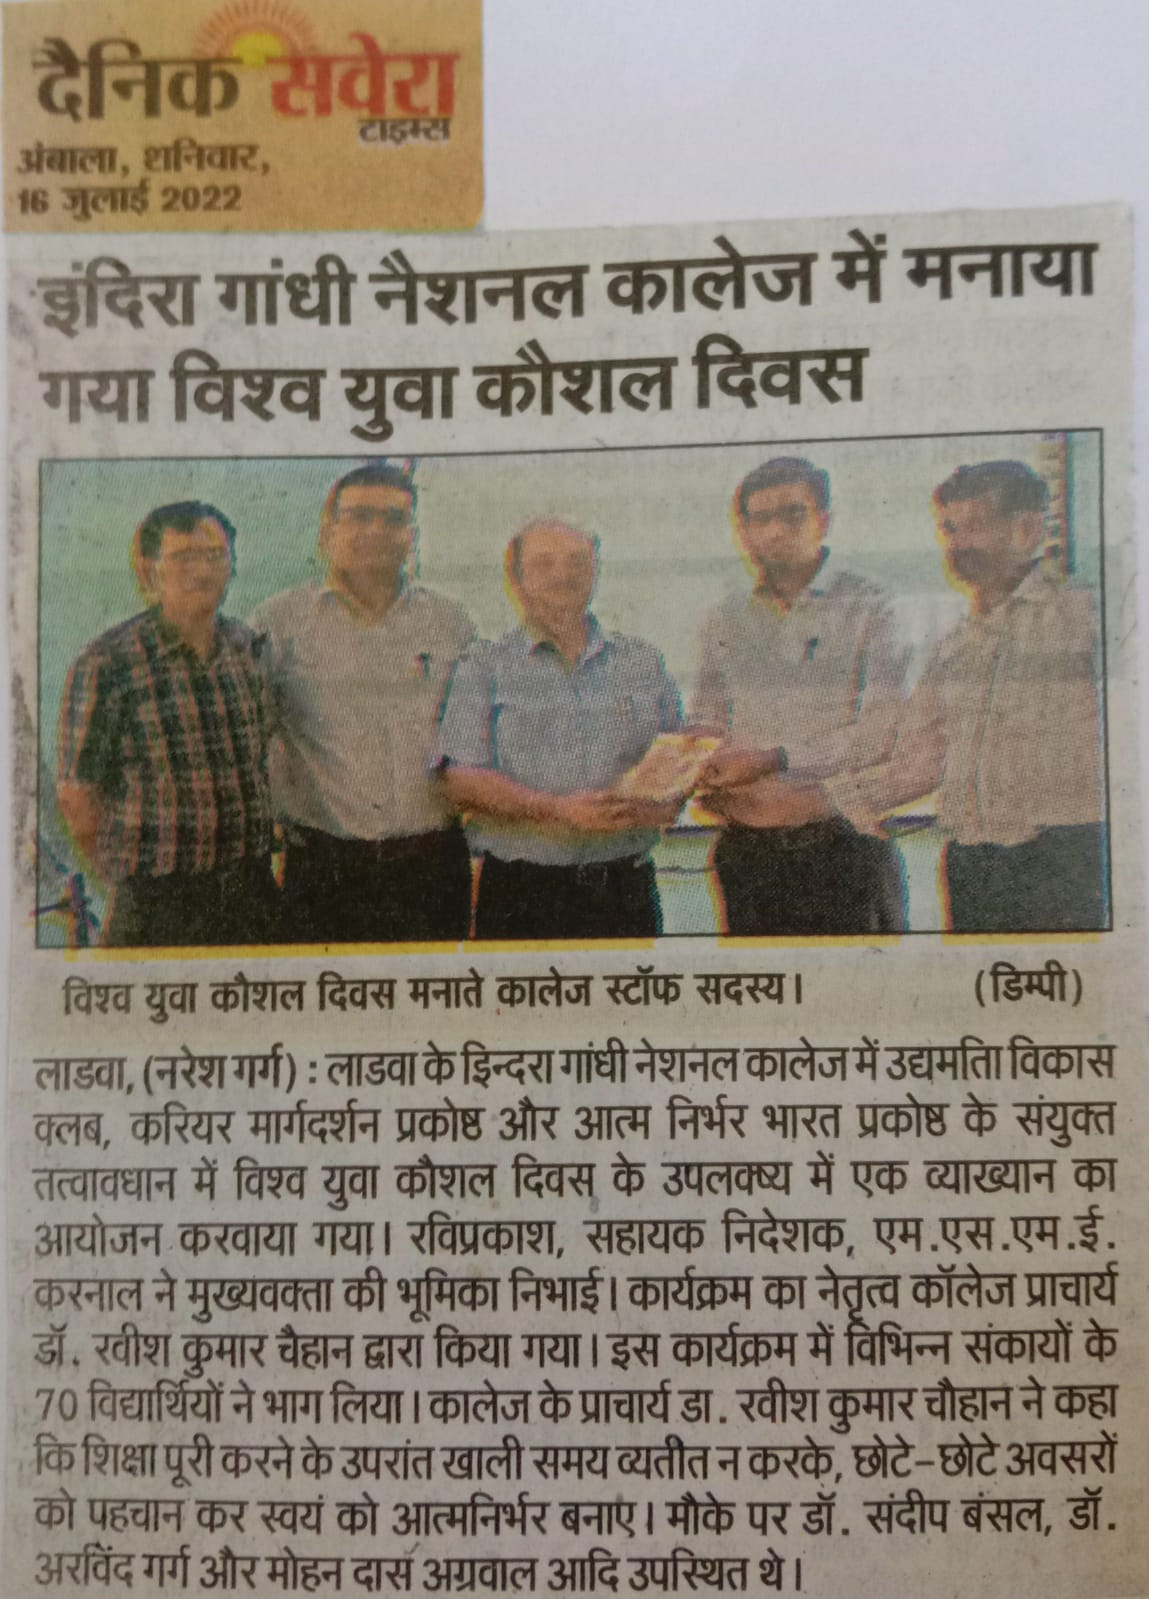 दैनिक सवेरा
टाइम्स
अंबाला, शनिवार,
16 जुलाई 2022
इंदिरा गांधी नैशनल कालेज में मनाया
गया विश्व युवा कौशल दिवस
विश्व युवा कौशल दिवस मनाते कालेज स्टॉफ सदस्य। (डिम्पी)
लाडवा, (नरेश गर्ग) : लाडवा के इिन्दरा गांधी नेशनल कालेज में उद्यमतिा विकास
क्लब, करियर मार्गदर्शन प्रकोष्ठ और आत्म निर्भर भारत प्रकोष्ठ के संयुक्त
तत्वावधान में विश्व युवा कौशल दिवस के उपलक्ष्य में एक व्याख्यान का
आयोजन करवाया गया। रविप्रकाश, सहायक निदेशक, एम.एस.एम.ई.
करनाल ने मुख्यवक्ता की भूमिका निभाई। कार्यक्रम का नेतृत्व कॉलेज प्राचार्य
डॉ. रवीश कुमार चैहान द्वारा किया गया। इस कार्यक्रम में विभिन्न संकायों के
70 विद्यार्थियों ने भाग लिया। कालेज के प्राचार्य डा. रवीश कुमार चौहान ने कहा
कि शिक्षा पूरी करने के उपरांत खाली समय व्यतीत न करके, छोटे-छोटे अवसरों
को पहचान कर स्वयं को आत्मनिर्भर बनाए। मौके पर डॉ. संदीप बंसल, डॉ.
अरविंद गर्ग और मोहन दास अग्रवाल आदि उपस्थित थे।